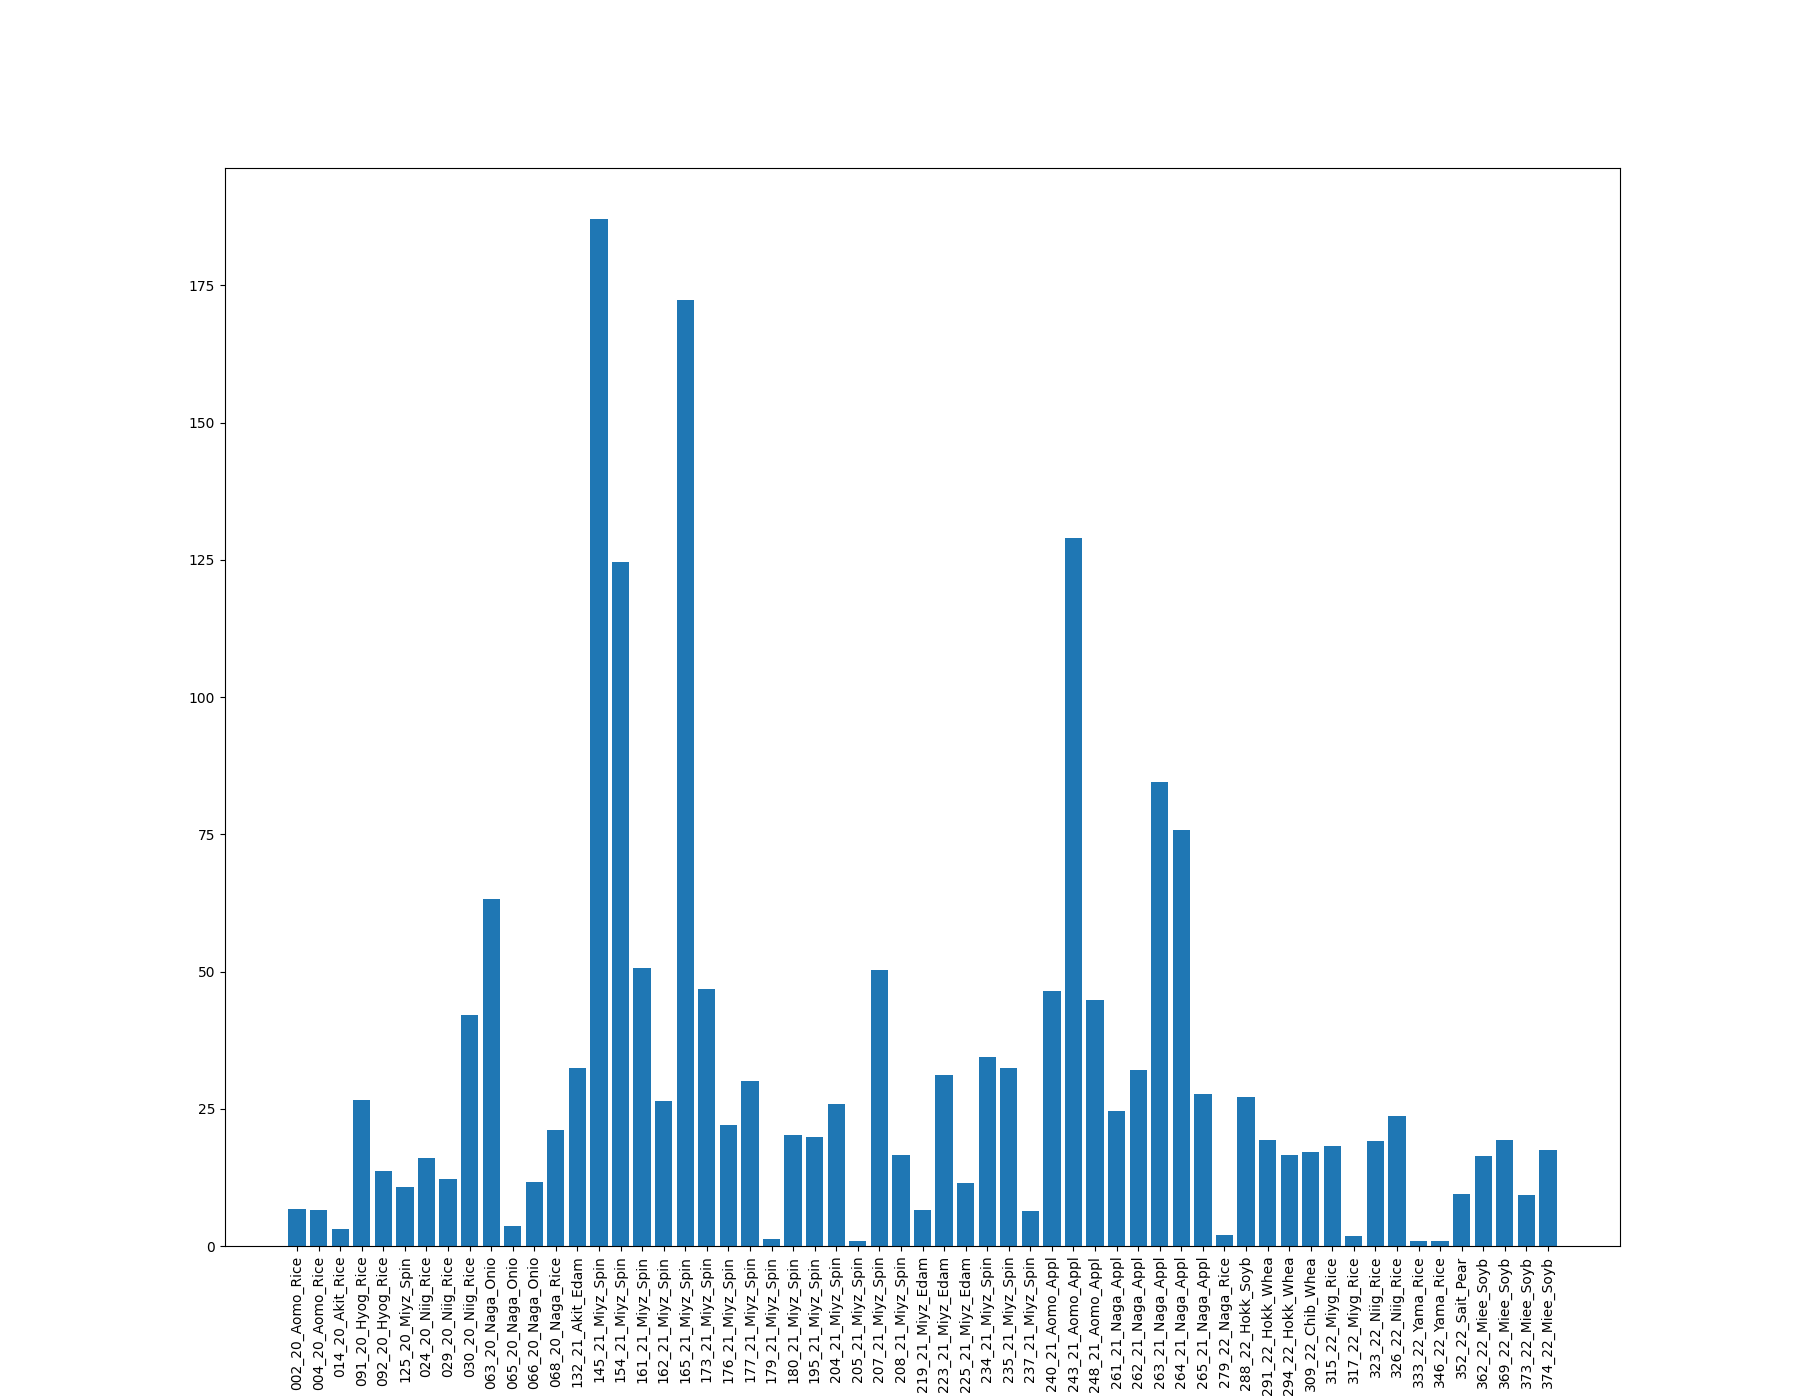 175
150
125
100
75
50
25
0
002_20_Aomo_Rice
004_20_Aomo_Rice
014_20_Akit_Rice
091_20_Hyog_Rice
092_20_Hyog_Rice
125_20_Miyz_Spin
024_20_Niig_Rice
029_20_Niig_Rice
030_20_Niig_Rice
063_20_Naga_Onio
065_20_Naga_Onio
066_20_Naga_Onio
068_20_Naga_Rice
132_21_Akit_Edam
145_21_Miyz_Spin
154_21_Miyz_Spin
161_21_Miyz_Spin
162_21_Miyz_Spin
165_21_Miyz_Spin
173_21_Miyz_Spin
176_21_Miyz_Spin
177_21_Miyz_Spin
179_21_Miyz_Spin
180_21_Miyz_Spin
195_21_Miyz_Spin
204_21_Miyz_Spin
205_21_Miyz_Spin
207_21_Miyz_Spin
208_21_Miyz_Spin
219_21_Miyz_Edam
223_21_Miyz_Edam
225_21_Miyz_Edam
234_21_Miyz_Spin
235_21_Miyz_Spin
237_21_Miyz_Spin
240_21_Aomo_Appl
243_21_Aomo_Appl
248_21_Aomo_Appl
261_21_Naga_Appl
262_21_Naga_Appl
263_21_Naga_Appl
264_21_Naga_Appl
265_21_Naga_Appl
279_22_Naga_Rice
288_22_Hokk_Soyb
291_22_Hokk_Whea
294_22_Hokk_Whea
309_22_Chib_Whea
315_22_Miyg_Rice
317_22_Miyg_Rice
323_22_Niig_Rice
326_22_Niig_Rice
333_22_Yama_Rice
346_22_Yama_Rice
352_22_Sait_Pear
362_22_Miee_Soyb
369_22_Miee_Soyb
373_22_Miee_Soyb
374_22_Miee_Soyb